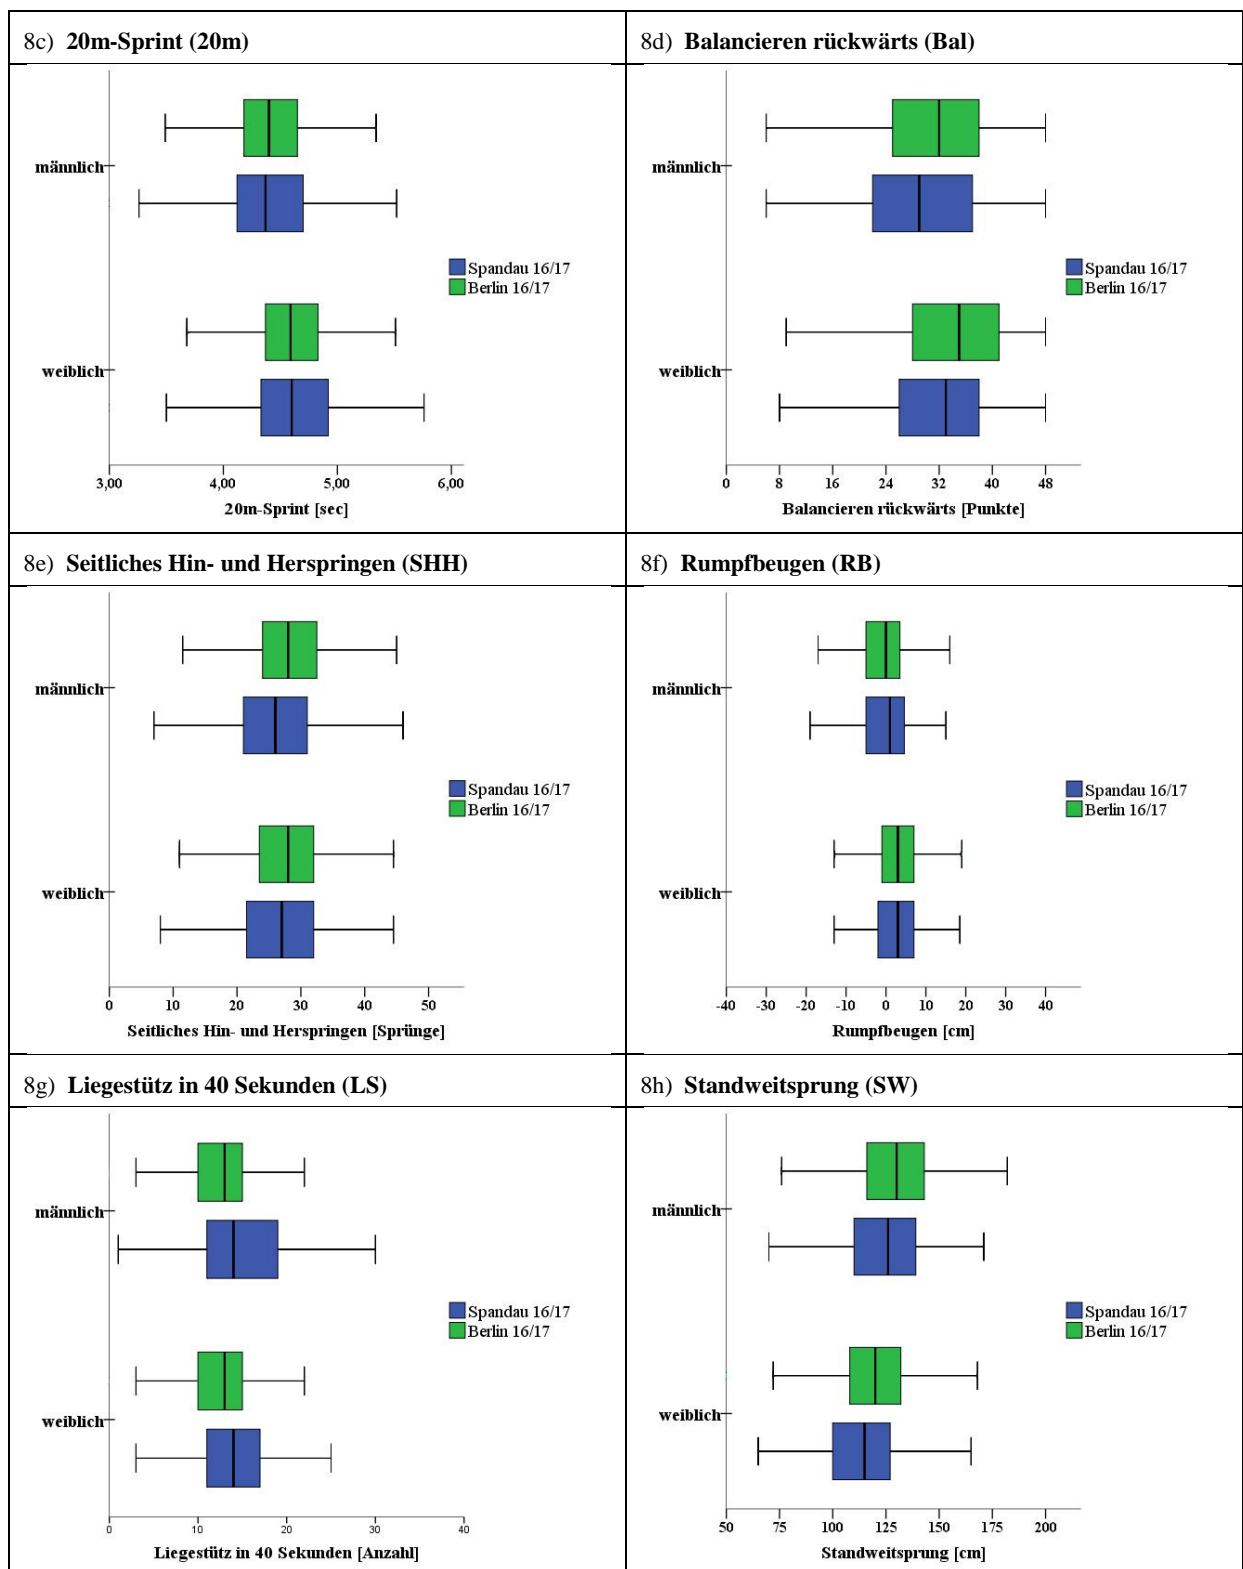 8c) 20m-Sprint (20m)
männlich
weiblich
Spandau 16/17
Berlin 16/17
3,00 4,00 5,00 6,00
20m-Sprint [sec]
8d) Balancieren rückwärts (Bal)
männlich
weiblich
Spandau 16/17
Berlin 16/17
0 8 16 24 32 40 48
Balancieren rückwärts [Punkte]
8e) Seitliches Hin- und Herspringen (SHH)
männlich
weiblich
Spandau 16/17
Berlin 16/17
0 10 20 30 40 50
Seitliches Hin- und Herspringen [Sprünge]
8f) Rumpfbeugen (RB)
männlich
weiblich
Spandau 16/17
Berlin 16/17
-40 -30 -20 -10 0 10 20 30 40
Rumpfbeugen [cm]
8g) Liegestütz in 40 Sekunden (LS)
männlich
weiblich
Spandau 16/17
Berlin 16/17
0 10 20 30 40
Liegestütz in 40 Sekunden [Anzahl]
8h) Standweitsprung (SW)
männlich
weiblich
Spandau 16/17
Berlin 16/17
50 75 100 125 150 175 200
Standweitsprung [cm]